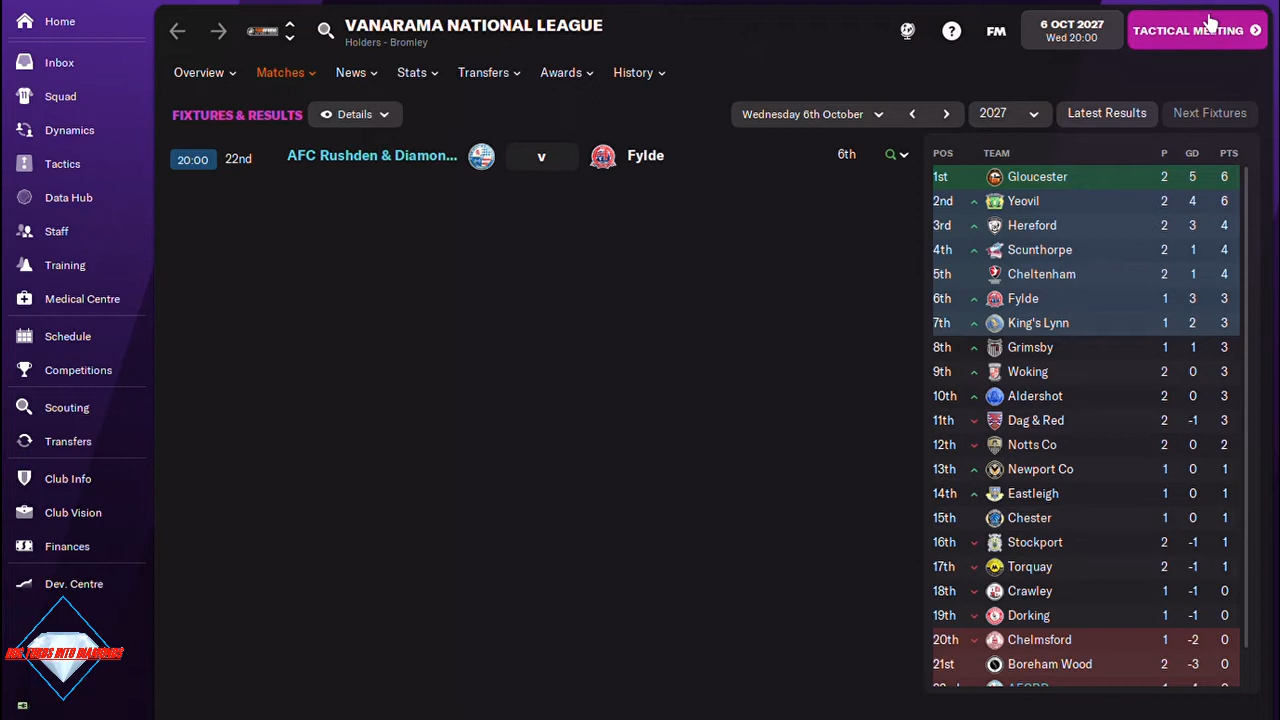 Home
Inbox
Squad
Dynamics
Tactics
Data Hub
Staff
Training
Medical Centre
Schedule
Competitions
Scouting
Transfers
Club Info
Club Vision
Finances
Dev. Centre
VANARAMA NATIONAL LEAGUE
Holders - Bromley
FM
6 OCT 2027
Wed 20:00
TACTICAL MEETING
Overview Matches News Stats Transfers Awards History
FIXTURES & RESULTS Details Wednesday 6th October 2027 Latest Results Next Fixtures
20:00 22nd AFC Rushden & Diamon... v Fylde 6th
POS TEAM P GD PTS
1st Gloucester 2 5 6
2nd Yeovil 2 4 6
3rd Hereford 2 3 4
4th Scunthorpe 2 1 4
5th Cheltenham 2 1 4
6th Fylde 1 3 3
7th King's Lynn 1 2 3
8th Grimsby 1 1 3
9th Woking 2 0 3
10th Aldershot 2 0 3
11th Dag & Red 2 -1 3
12th Notts Co 2 0 2
13th Newport Co 1 0 1
14th Eastleigh 1 0 1
15th Chester 1 0 1
16th Stockport 2 -1 1
17th Torquay 2 -1 1
18th Crawley 1 -1 0
19th Dorking 1 -1 0
20th Chelmsford 1 -2 0
21st Boreham Wood 2 -3 0